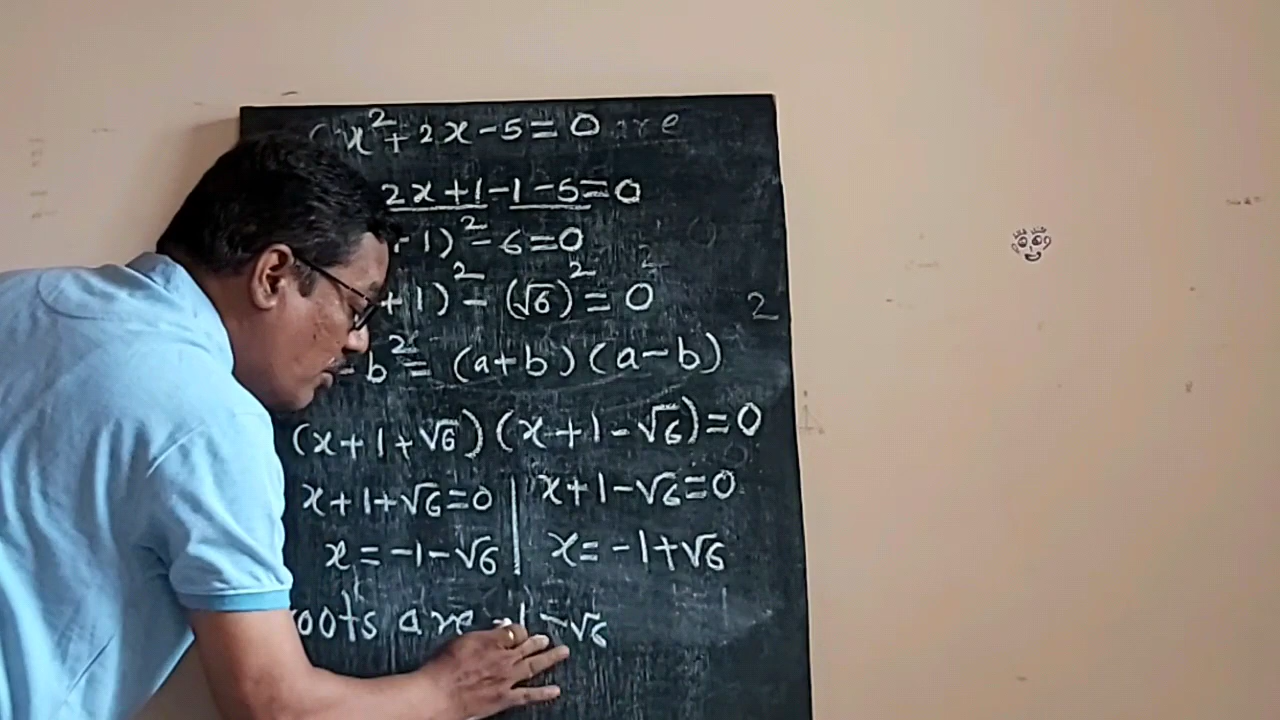 x²+2x-5=0 are
2x+1-1-5=0
-1)²-6=0
+1)²-(√6)²=0
2
-b²=(a+b)(a-b)
(x+1+√6)(x+1-√6)=0
x+1+√6=0 | x+1-√6=0
x=-1-√6 | x=-1+√6
oots are -1-√6